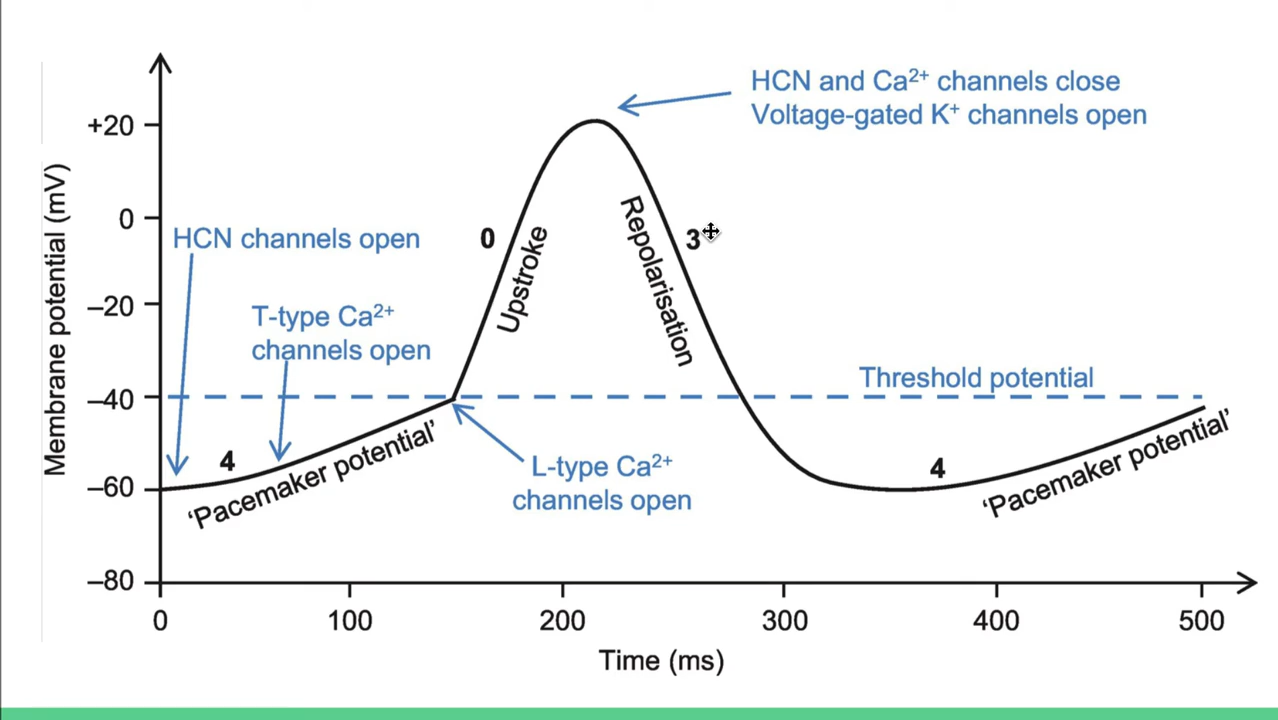 HCN and Ca²⁺ channels close
Voltage-gated K⁺ channels open
+20
0
–20
–40
–60
–80
Membrane potential (mV)
HCN channels open
T-type Ca²⁺
channels open
0
Upstroke
Repolarisation
3
Threshold potential
4
‘Pacemaker potential’
L-type Ca²⁺
channels open
4
‘Pacemaker potential’
0
100
200
300
400
500
Time (ms)